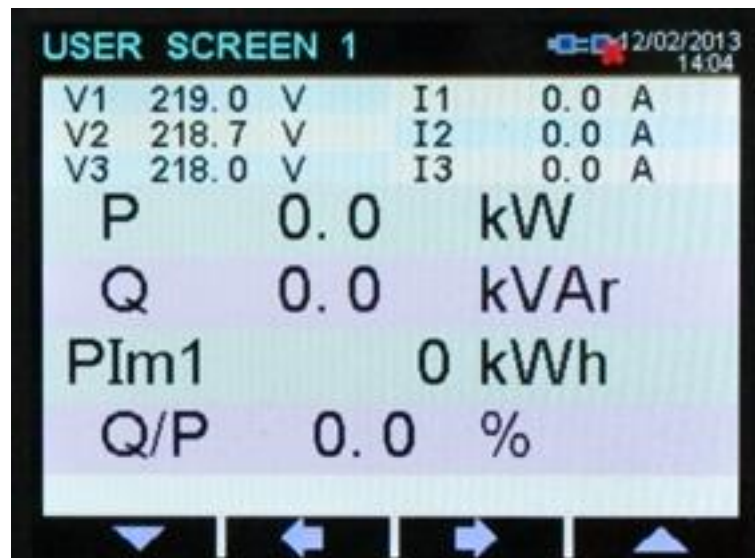 USER SCREEN 1 12/02/2013
14:04
V1 219.0 V I1 0.0 A
V2 218.7 V I2 0.0 A
V3 218.0 V I3 0.0 A
P 0.0 kW
Q 0.0 kVAr
PIm1 0 kWh
Q/P 0.0 %